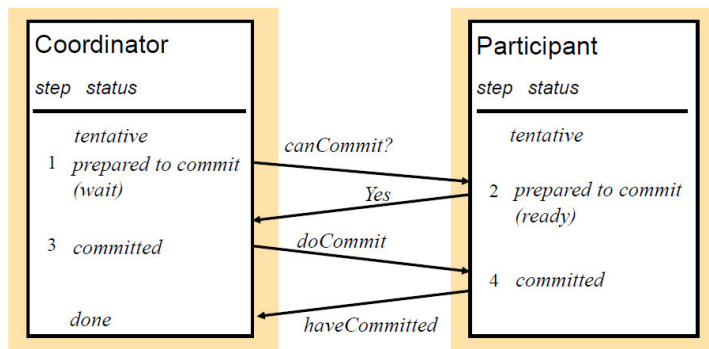 Coordinator
step status
tentative
1 prepared to commit
(wait)
3 committed
done
canCommit?
Yes
doCommit
haveCommitted
Participant
step status
tentative
2 prepared to commit
(ready)
4 committed